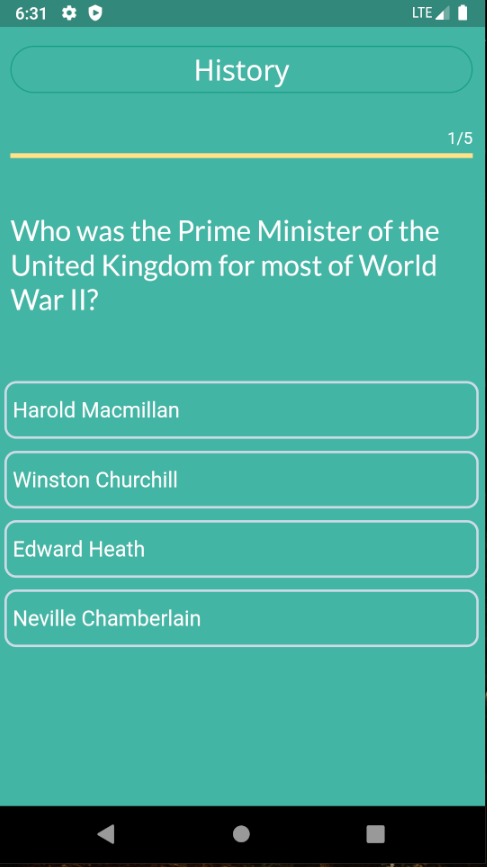 6:31 LTE
History
1/5
Who was the Prime Minister of the
United Kingdom for most of World
War II?
Harold Macmillan
Winston Churchill
Edward Heath
Neville Chamberlain